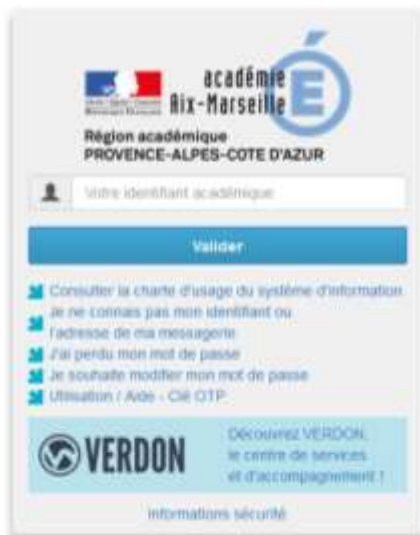 académie
Aix-Marseille
Région académique
PROVENCE-ALPES-COTE D'AZUR
Votre identifiant académique
Valider
Consulter la charte d'usage du système d'information
Je ne connais pas mon identifiant ou
l'adresse de ma messagerie
J'ai perdu mon mot de passe
Je souhaite modifier mon mot de passe
Utilisation / Aide - Clé OTP
VERDON
Découvrez VERDON,
le centre de services
et d'accompagnement !
Informations sécurité